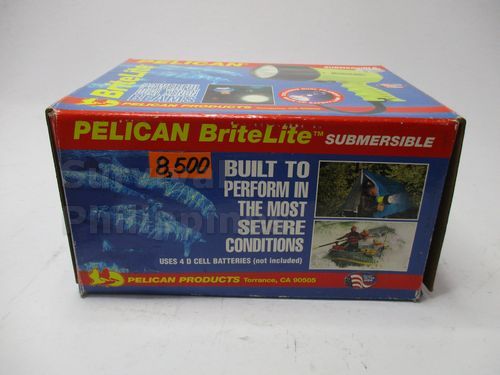 PELICAN
SUBMERSIBLE
BriteLite
PELICAN PRODUCTS
PELICAN BriteLite™ SUBMERSIBLE
8,500
BUILT TO
PERFORM IN
THE MOST
SEVERE
CONDITIONS
USES 4 D CELL BATTERIES (not included)
PELICAN PRODUCTS Torrance, CA 90505